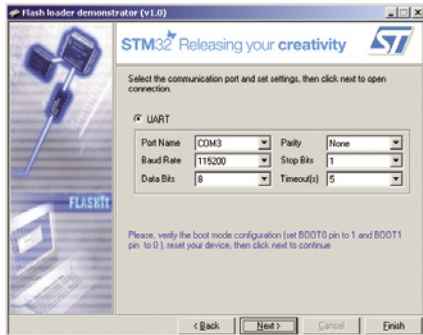 Flash loader demonstrator (v1.0)
STM32 Releasing your creativity
ST
Select the communication port and set settings, then click next to open
connection.
UART
Port Name COM3 Parity None
Baud Rate 115200 Stop Bits 1
Data Bits 8 Timeout(s) 5
Please, verify the boot mode configuration (set BOOT0 pin to 1 and BOOT1
pin to 0 ), reset your device, then click next to continue
< Back Next > Cancel Finish